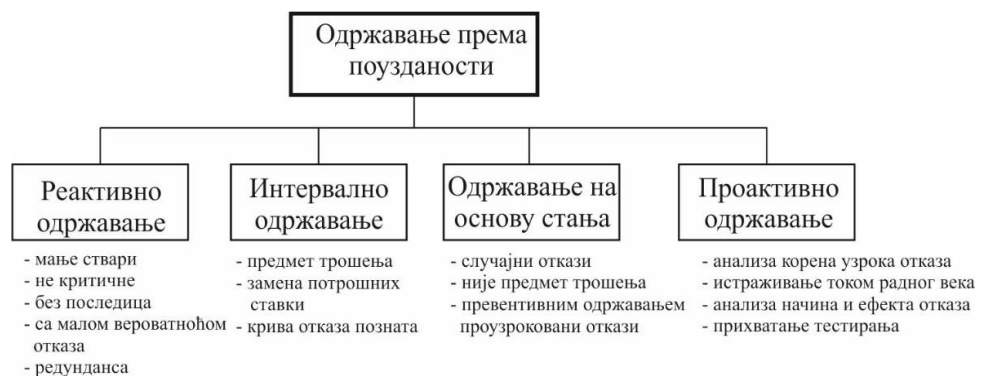 Одржавање према
поузданости
Реактивно
одржавање
- мање ствари
- не критичне
- без последица
- са малом вероватноћом
отказа
- редунданса
Интервално
одржавање
- предмет трошења
- замена потрошних
ставки
- крива отказа позната
Одржавање на
основу стања
- случајни откази
- није предмет трошења
- превентивним одржавањем
проузроковани откази
Проактивно
одржавање
- анализа корена узрока отказа
- истраживање током радног века
- анализа начина и ефекта отказа
- прихватање тестирања